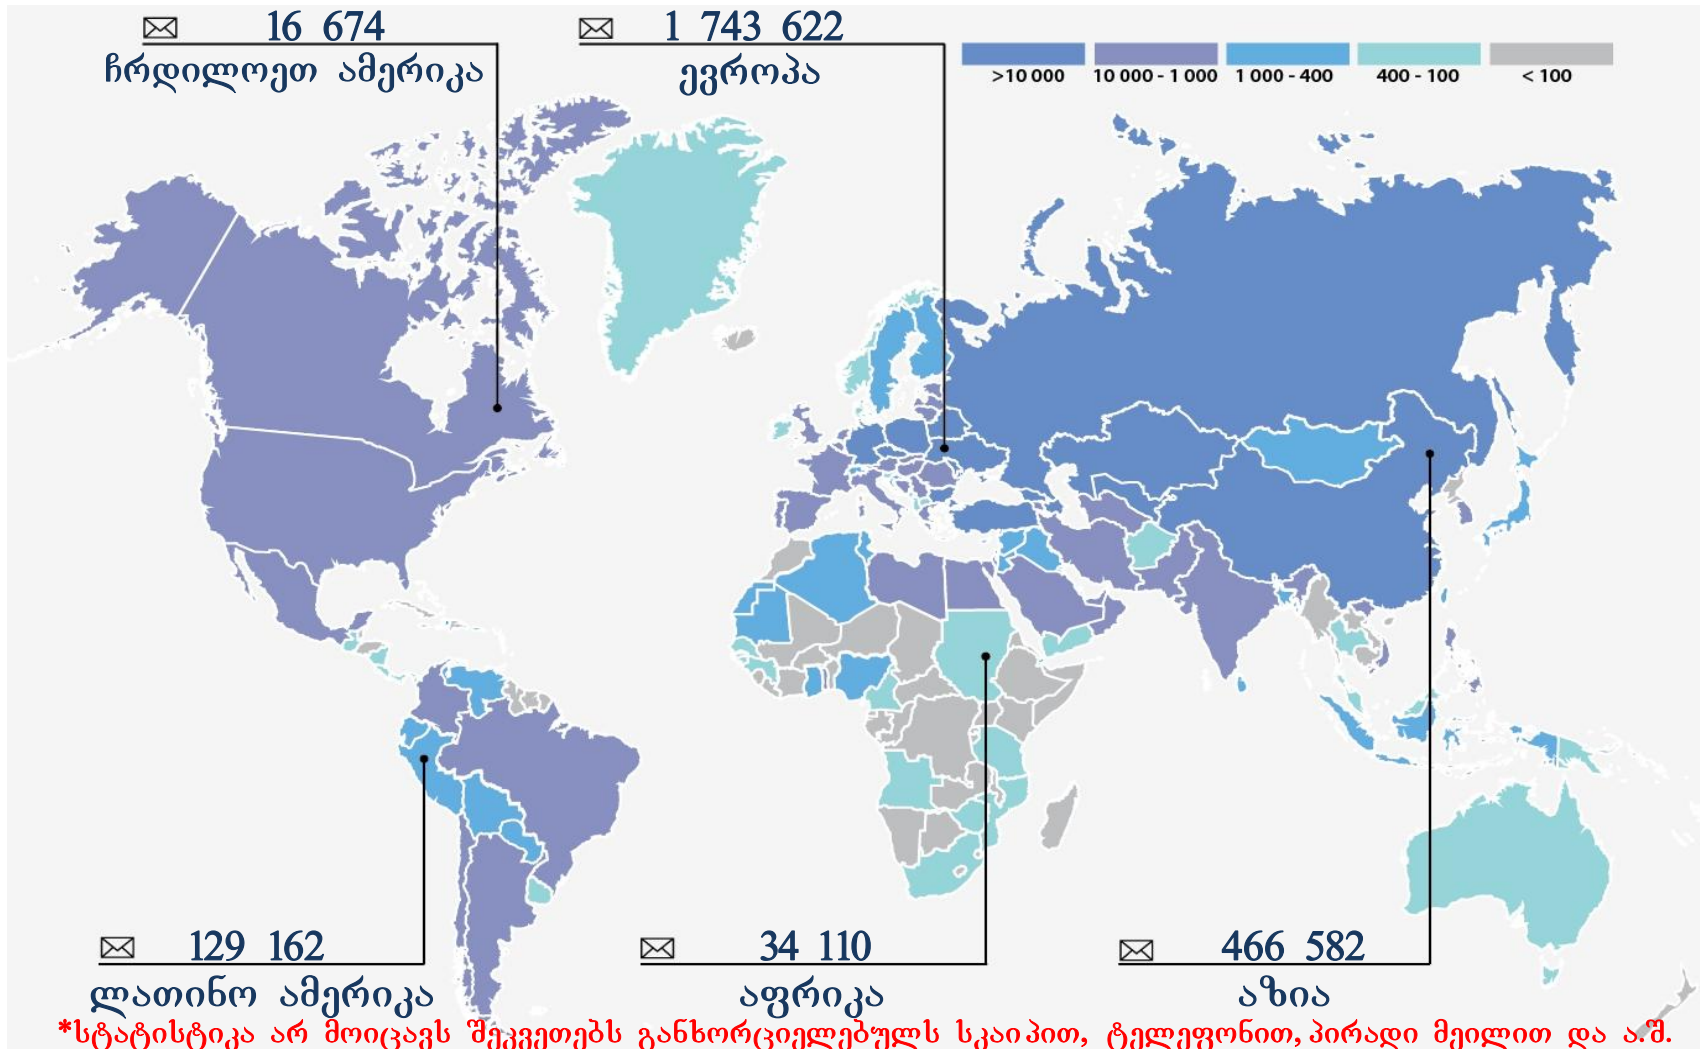 16 674
ჩრდილოეთ ამერიკა
1 743 622
ევროპა
>10 000
10 000 - 1 000
1 000 - 400
400 - 100
< 100
129 162
ლათინო ამერიკა
34 110
აფრიკა
466 582
აზია
*სტატისტიკა არ მოიცავს შეკვეთებს განხორციელებულს სკაიპით, ტელეფონით, პირადი მეილით და ა.შ.